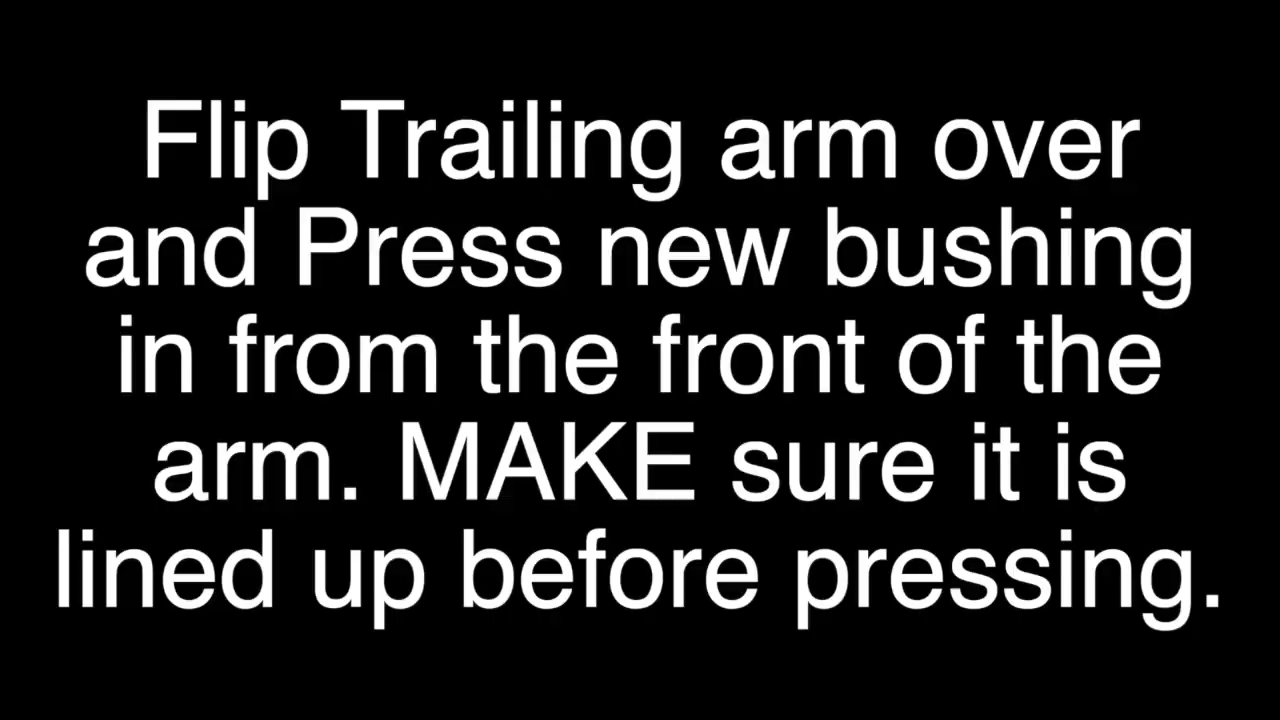 Flip Trailing arm over
and Press new bushing
in from the front of the
arm. MAKE sure it is
lined up before pressing.